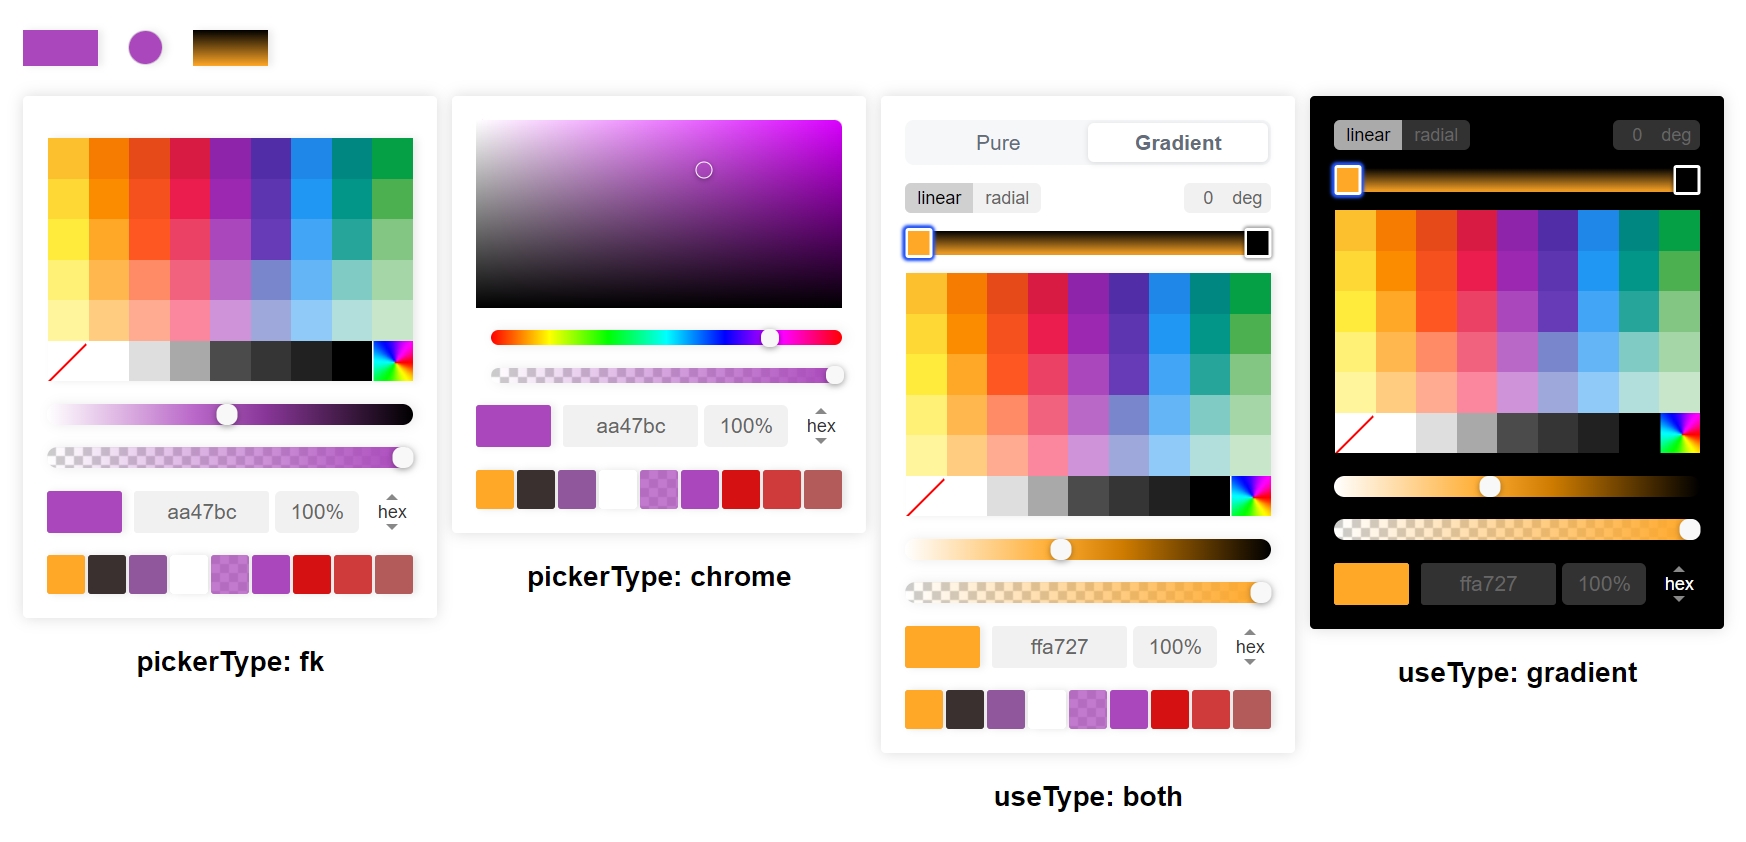 aa47bc 100% hex
pickerType: fk
aa47bc 100% hex
pickerType: chrome
Pure Gradient
linear radial 0 deg
ffa727 100% hex
useType: both
linear radial 0 deg
ffa727 100% hex
useType: gradient